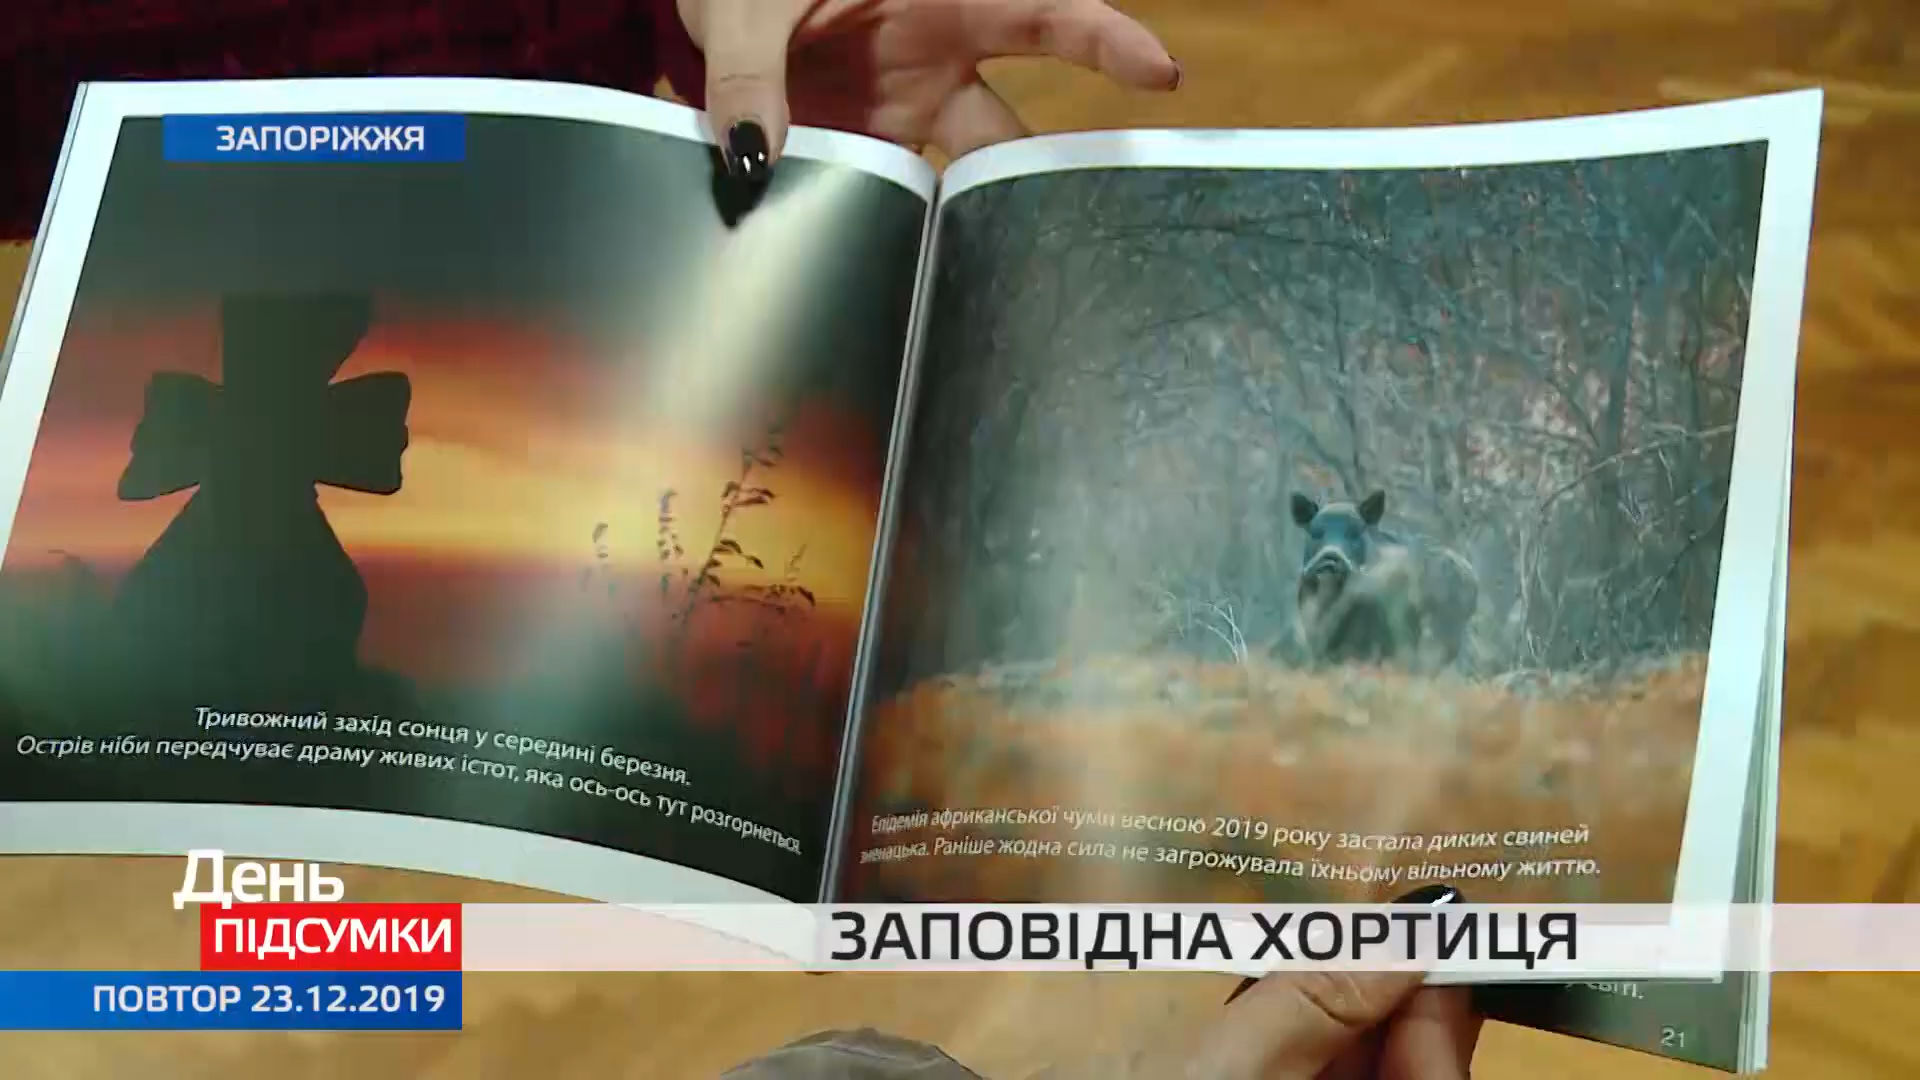 ЗАПОРІЖЖЯ
Тривожний захід сонця у середині березня.
Острів ніби передчуває драму живих істот, яка ось-ось тут розгорнеться.
Епідемія африканської чуми весною 2019 року застала диких свиней
зненацька. Раніше жодна сила не загрожувала їхньому вільному життю.
День
ПІДСУМКИ
ЗАПОВІДНА ХОРТИЦЯ
ПОВТОР 23.12.2019
світі.
21